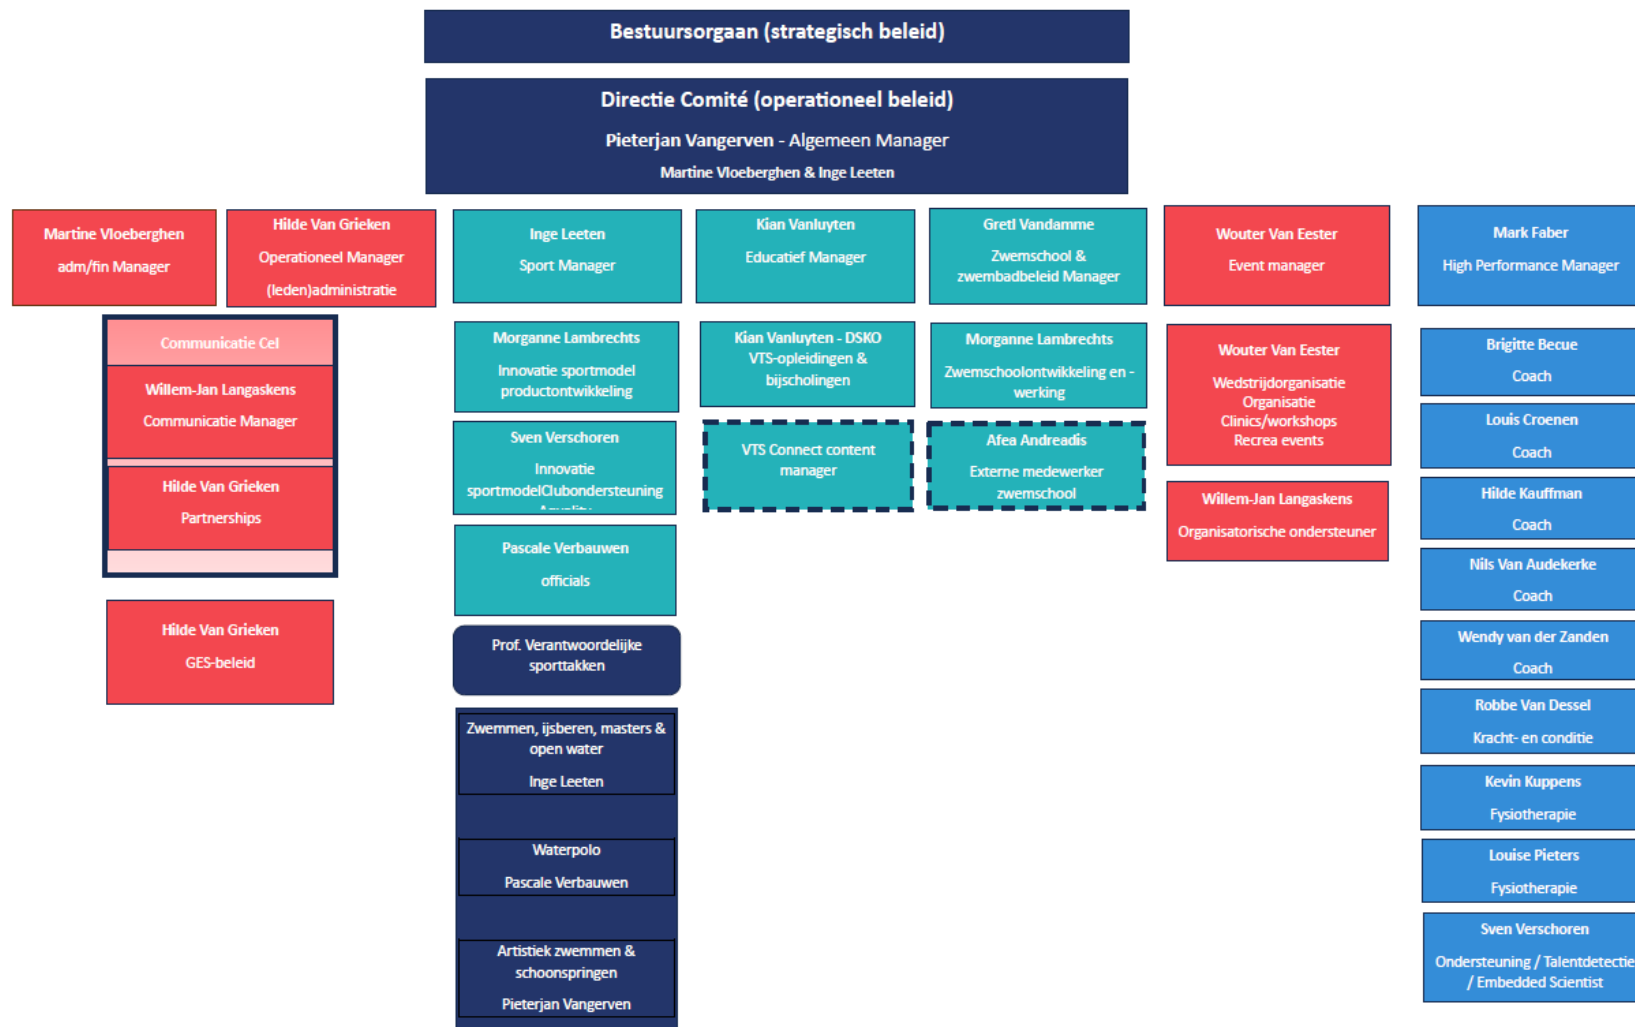 Bestuursorgaan (strategisch beleid)
Directie Comité (operationeel beleid)
Pieterjan Vangerven - Algemeen Manager
Martine Vloeberghen & Inge Leeten
Martine Vloeberghen
adm/fin Manager
Hilde Van Grieken
Operationeel Manager
(leden)administratie
Communicatie Cel
Willem-Jan Langaskens
Communicatie Manager
Hilde Van Grieken
Partnerships
Hilde Van Grieken
GES-beleid
Inge Leeten
Sport Manager
Morganne Lambrechts
Innovatie sportmodel
productontwikkeling
Sven Verschoren
Innovatie
sportmodelClubondersteuning
Pascale Verbauwen
officials
Prof. Verantwoordelijke
sporttakken
Zwemmen, ijsberen, masters &
open water
Inge Leeten
Waterpolo
Pascale Verbauwen
Artistiek zwemmen &
schoonspringen
Pieterjan Vangerven
Kian Vanluyten
Educatief Manager
Kian Vanluyten - DSKO
VTS-opleidingen &
bijscholingen
VTS Connect content
manager
Gretl Vandamme
Zwemschool &
zwembadbeleid Manager
Morganne Lambrechts
Zwemschoolontwikkeling en -
werking
Afea Andreadis
Externe medewerker
zwemschool
Wouter Van Eester
Event manager
Wouter Van Eester
Wedstrijdorganisatie
Organisatie
Clinics/workshops
Recrea events
Willem-Jan Langaskens
Organisatorische ondersteuner
Mark Faber
High Performance Manager
Brigitte Becue
Coach
Louis Croenen
Coach
Hilde Kauffman
Coach
Nils Van Audekerke
Coach
Wendy van der Zanden
Coach
Robbe Van Dessel
Kracht- en conditie
Kevin Kuppens
Fysiotherapie
Louise Pieters
Fysiotherapie
Sven Verschoren
Ondersteuning / Talentdetectie
/ Embedded Scientist